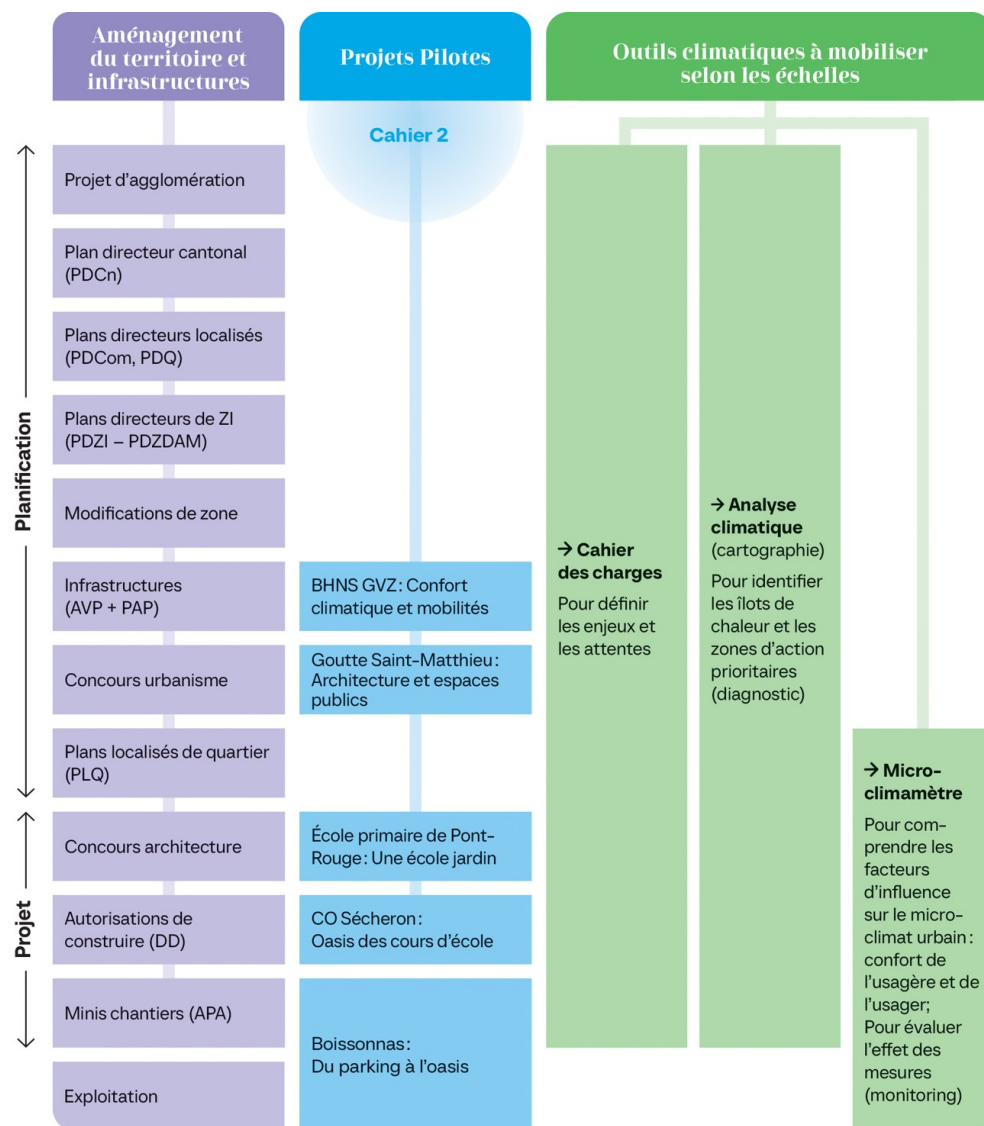 Aménagement
du territoire et
infrastructures
Projets Pilotes
Outils climatiques à mobiliser
selon les échelles
Cahier 2
Planification
Projet
Projet d’agglomération
Plan directeur cantonal
(PDCn)
Plans directeurs localisés
(PDCom, PDQ)
Plans directeurs de ZI
(PDZI – PDZDAM)
Modifications de zone
Infrastructures
(AVP + PAP)
Concours urbanisme
Plans localisés de quartier
(PLQ)
Concours architecture
Autorisations de
construire (DD)
Minis chantiers (APA)
Exploitation
BHNS GVZ : Confort
climatique et mobilités
Goutte Saint-Matthieu :
Architecture et espaces
publics
École primaire de Pont-
Rouge : Une école jardin
CO Sécheron :
Oasis des cours d’école
Boissonnas :
Du parking à l’oasis
→ Cahier
des charges
Pour définir
les enjeux et
les attentes
→ Analyse
climatique
(cartographie)
Pour identifier
les îlots de
chaleur et les
zones d’action
prioritaires
(diagnostic)
→ Micro-
climamètre
Pour com-
prendre les
facteurs
d’influence
sur le micro-
climat urbain :
confort de
l’usagère et de
l’usager;
Pour évaluer
l’effet des
mesures
(monitoring)